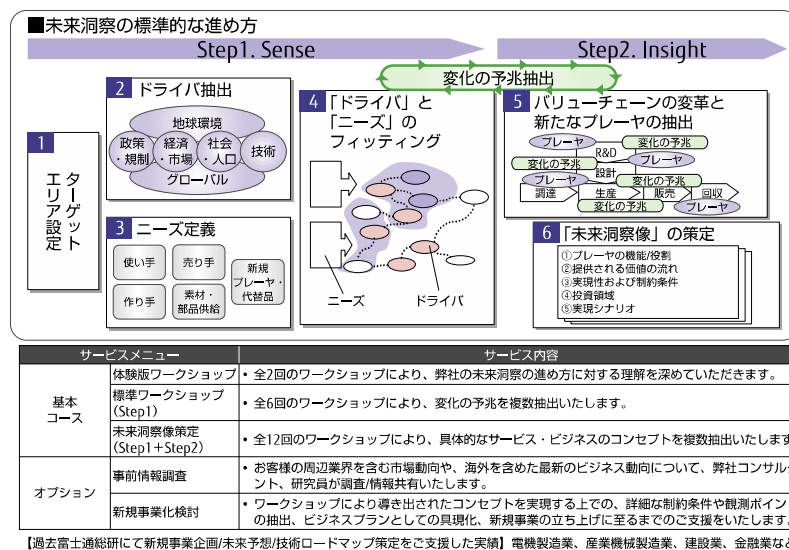 ■未来洞察の標準的な進め方
Step1. Sense
Step2. Insight
変化の予兆抽出
1
ターゲット
エリア設定
2 ドライバ抽出
地球環境
政策
・規制
経済
・市場
社会
・人口
技術
グローバル
3 ニーズ定義
使い手
売り手
作り手
素材・
部品供給
新規
プレーヤ・
代替品
4 「ドライバ」と
「ニーズ」の
フィッティング
ニーズ
ドライバ
5 バリューチェーンの変革と
新たなプレーヤの抽出
プレーヤ
変化の予兆
R&D
変化の予兆
プレーヤ
設計
プレーヤ
変化の予兆
調達
生産
販売
回収
変化の予兆
プレーヤ
6 「未来洞察像」の策定
①プレーヤの機能/役割
②提供される価値の流れ
③実現性および制約条件
④投資領域
⑤実現シナリオ
サービスメニュー
サービス内容
基本
コース
体験版ワークショップ
• 全2回のワークショップにより、弊社の未来洞察の進め方に対する理解を深めていただきます。
標準ワークショップ
(Step1)
• 全6回のワークショップにより、変化の予兆を複数抽出いたします。
未来洞察像策定
(Step1+Step2)
• 全12回のワークショップにより、具体的なサービス・ビジネスのコンセプトを複数抽出いたします
オプション
事前情報調査
• お客様の周辺業界を含む市場動向や、海外を含めた最新のビジネス動向について、弊社コンサル
ント、研究員が調査/情報共有いたします。
新規事業化検討
• ワークショップにより導き出されたコンセプトを実現する上での、詳細な制約条件や観測ポイン
の抽出、ビジネスプランとしての具現化、新規事業の立ち上げに至るまでのご支援をいたします。
【過去富士通総研にて新規事業企画/未来予想/技術ロードマップ策定をご支援した実績】電機製造業、産業機械製造業、建設業、金融業な